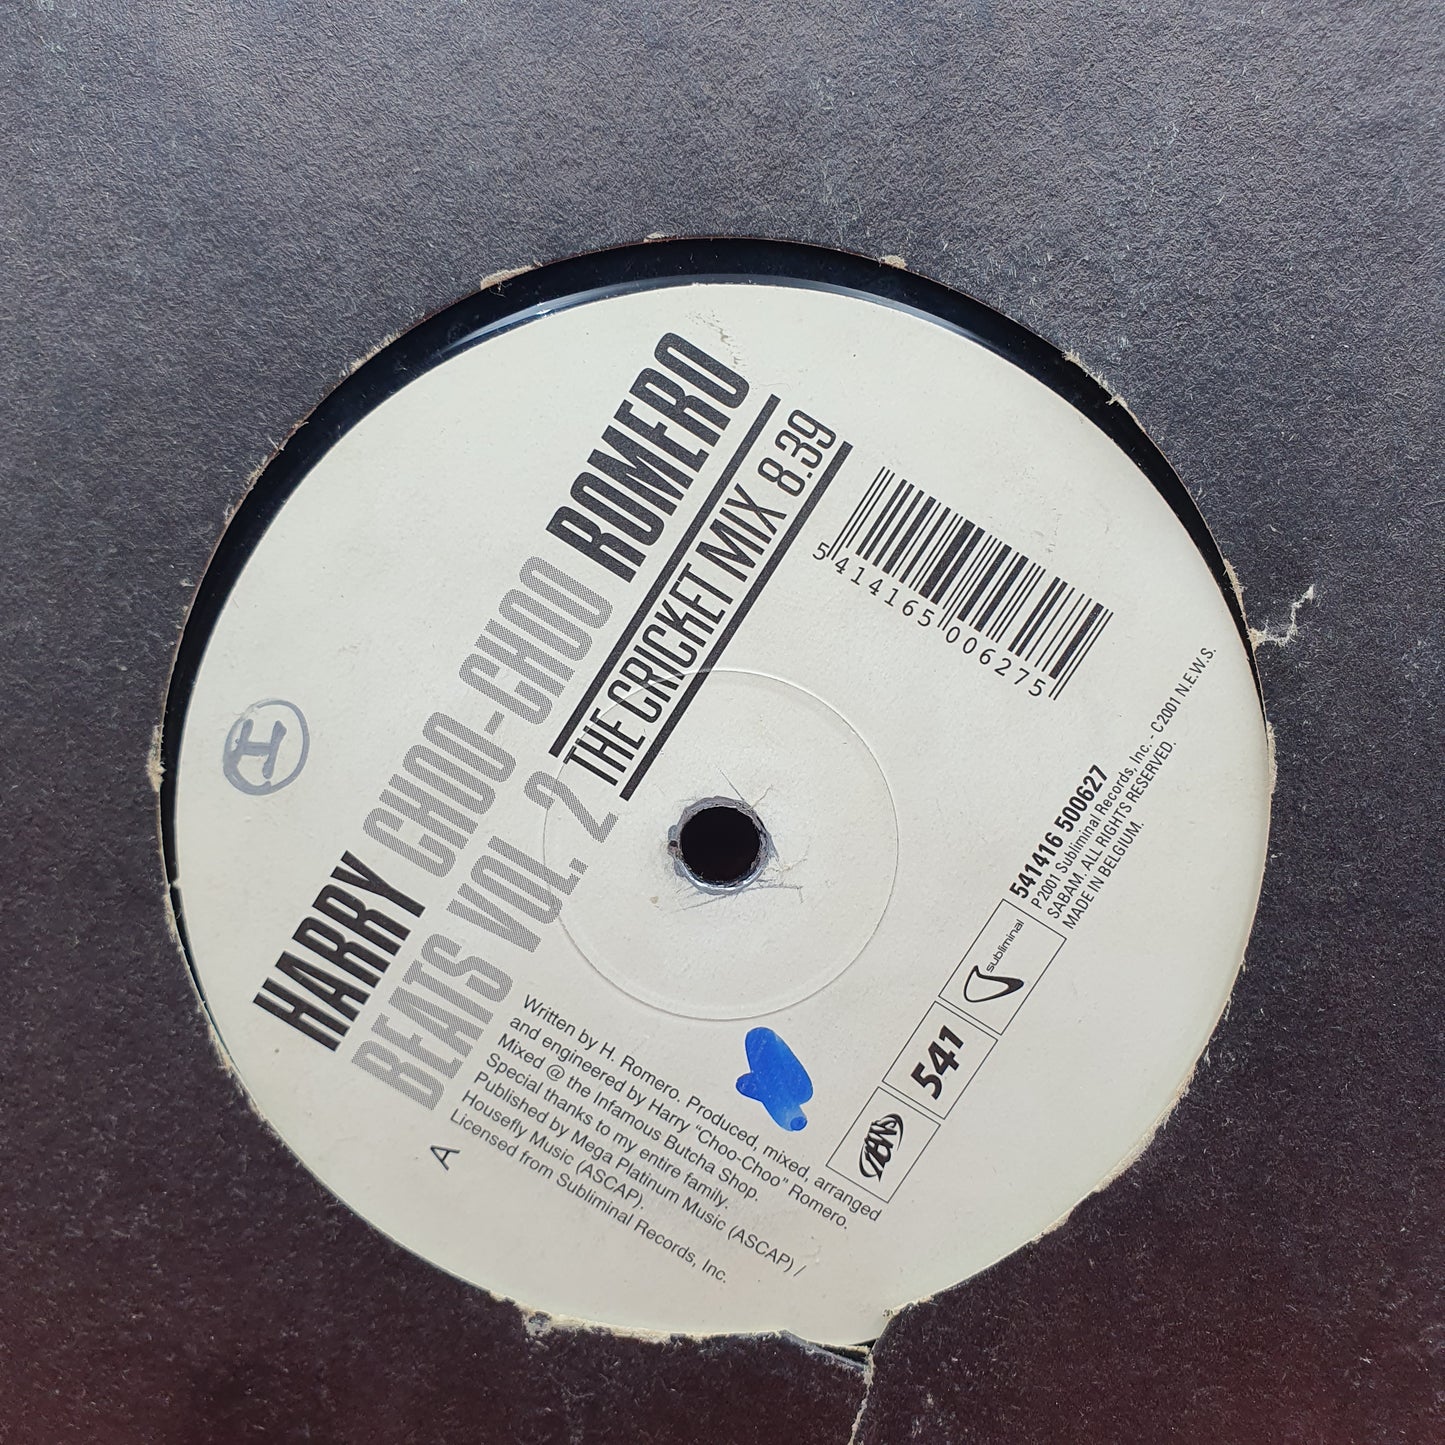 HARRY CHOO-CHOO ROMERO
BEATS VOL. 2
THE CRICKET MIX 8.39
5 414165 006275
Written by H. Romero. Produced, mixed, arranged
and engineered by Harry "Choo-Choo" Romero.
Mixed @ the Infamous Butcha Shop.
Special thanks to my entire family.
Published by Mega Platinum Music (ASCAP) /
Housefly Music (ASCAP).
Licensed from Subliminal Records, Inc.
A
541
subliminal
541416 500627
P2001 Subliminal Records, Inc. - C2001 N.E.W.S.
SABAM. ALL RIGHTS RESERVED.
MADE IN BELGIUM.